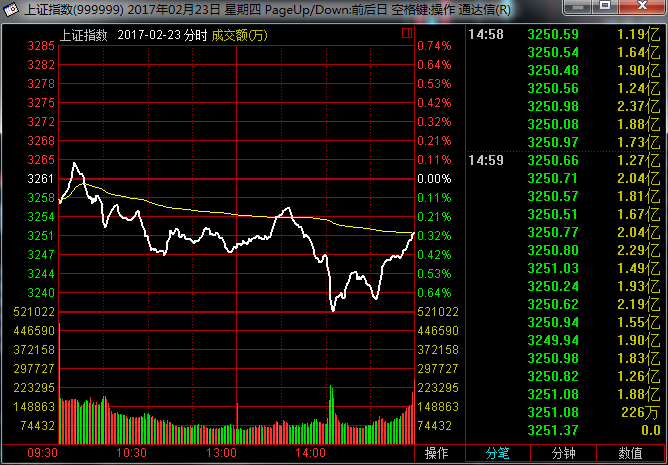 上证指数(999999) 2017年02月23日 星期四 PageUp/Down:前后日 空格键:操作 通达信(R)
上证指数 2017-02-23 分时 成交额(万)
3285 0.74%
3282 0.64%
3278 0.53%
3275 0.42%
3272 0.32%
3268 0.21%
3265 0.11%
3261 0.00%
3258 0.11%
3254 0.21%
3251 0.32%
3247 0.42%
3244 0.53%
3240 0.64%
521022 521022
446590 446590
372158 372158
297727 297727
223295 223295
148863 148863
74432 74432
09:30 10:30 13:00 14:00 操作
14:58 3250.59 1.19亿
3250.54 1.64亿
3250.48 1.90亿
3250.56 1.24亿
3250.98 2.37亿
3250.08 1.88亿
3250.97 1.73亿
14:59 3250.66 1.27亿
3250.71 2.04亿
3250.57 1.81亿
3250.51 1.67亿
3250.77 2.04亿
3250.80 2.29亿
3251.03 1.49亿
3250.24 1.93亿
3250.62 2.19亿
3250.94 1.55亿
3249.94 1.90亿
3250.98 1.83亿
3250.82 1.26亿
3251.08 1.88亿
3251.08 226万
3251.37 0.0
分笔 分钟 数值